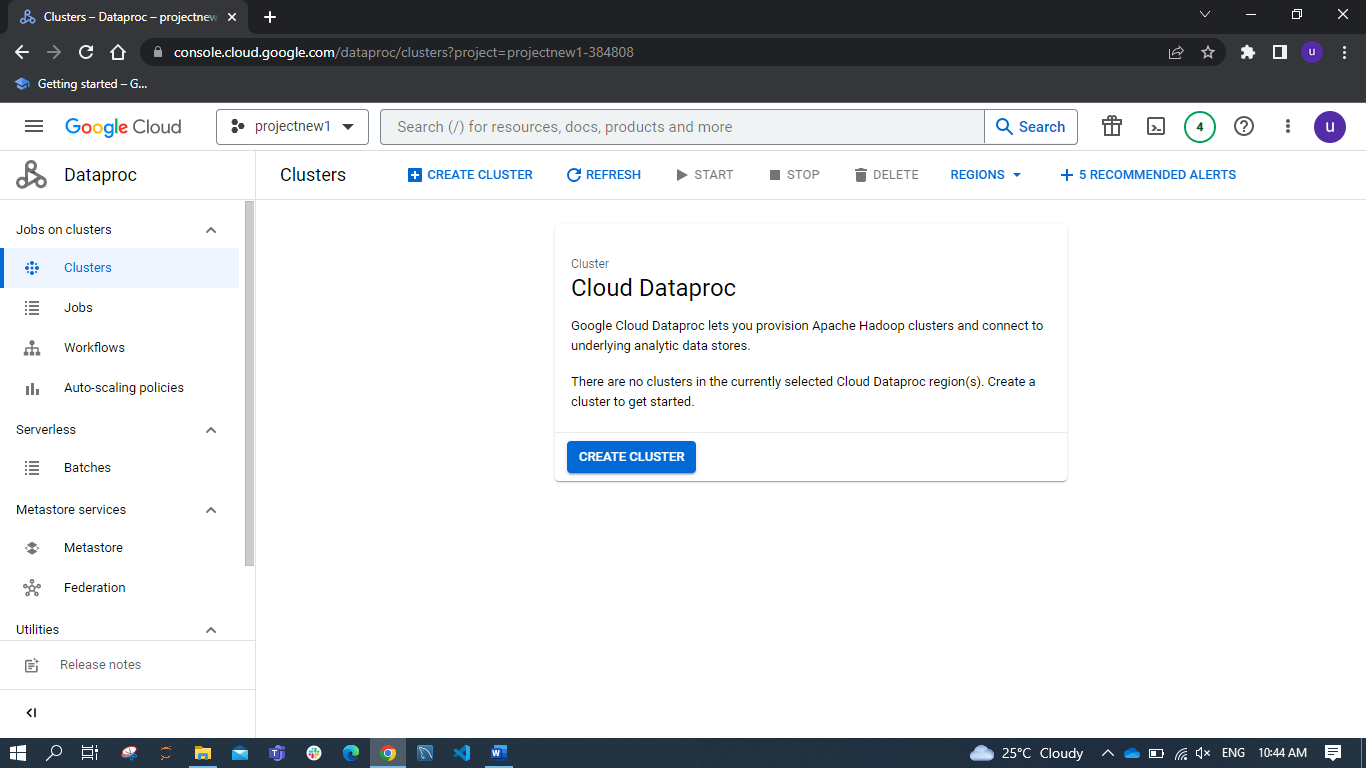 Clusters – Dataproc – projectnew
console.cloud.google.com/dataproc/clusters?project=projectnew1-384808
u
Getting started – G...
Google Cloud
projectnew1
Search (/) for resources, docs, products and more
Search
4
u
Dataproc
Clusters
CREATE CLUSTER
REFRESH
START
STOP
DELETE
REGIONS
5 RECOMMENDED ALERTS
Jobs on clusters
Clusters
Jobs
Workflows
Auto-scaling policies
Serverless
Batches
Metastore services
Metastore
Federation
Utilities
Release notes
Cluster
Cloud Dataproc
Google Cloud Dataproc lets you provision Apache Hadoop clusters and connect to
underlying analytic data stores.
There are no clusters in the currently selected Cloud Dataproc region(s). Create a
cluster to get started.
CREATE CLUSTER
25°C Cloudy
ENG
10:44 AM